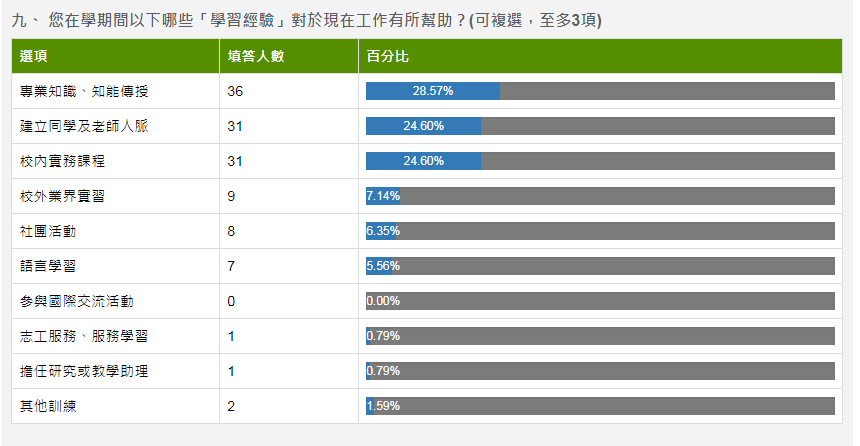 九、 您在學期間以下哪些「學習經驗」對於現在工作有所幫助？(可複選，至多3項)
選項 填答人數 百分比
專業知識、知能傳授 36 28.57%
建立同學及老師人脈 31 24.60%
校內實務課程 31 24.60%
校外業界實習 9 7.14%
社團活動 8 6.35%
語言學習 7 5.56%
參與國際交流活動 0 0.00%
志工服務、服務學習 1 0.79%
擔任研究或教學助理 1 0.79%
其他訓練 2 1.59%